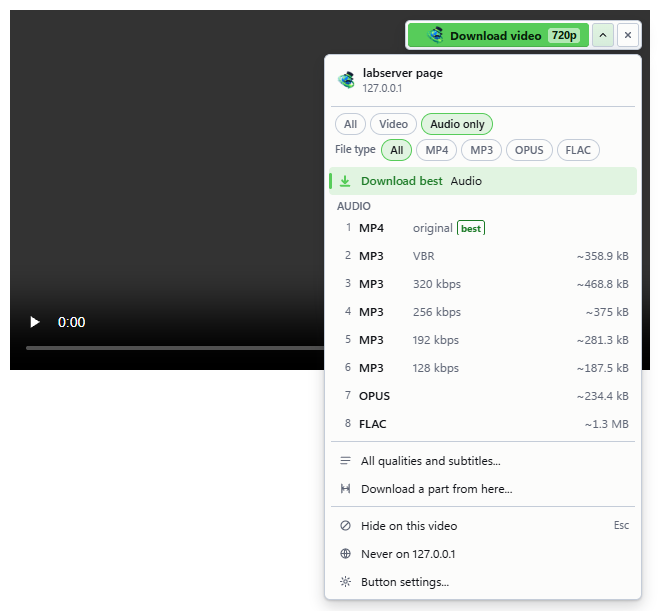 Download video 720p
labserver page
127.0.0.1
All Video Audio only
File type All MP4 MP3 OPUS FLAC
Download best Audio
AUDIO
1 MP4 original best
2 MP3 VBR ~358.9 kB
3 MP3 320 kbps ~468.8 kB
4 MP3 256 kbps ~375 kB
0:00
5 MP3 192 kbps ~281.3 kB
6 MP3 128 kbps ~187.5 kB
7 OPUS ~234.4 kB
8 FLAC ~1.3 MB
All qualities and subtitles...
Download a part from here...
Hide on this video Esc
Never on 127.0.0.1
Button settings...